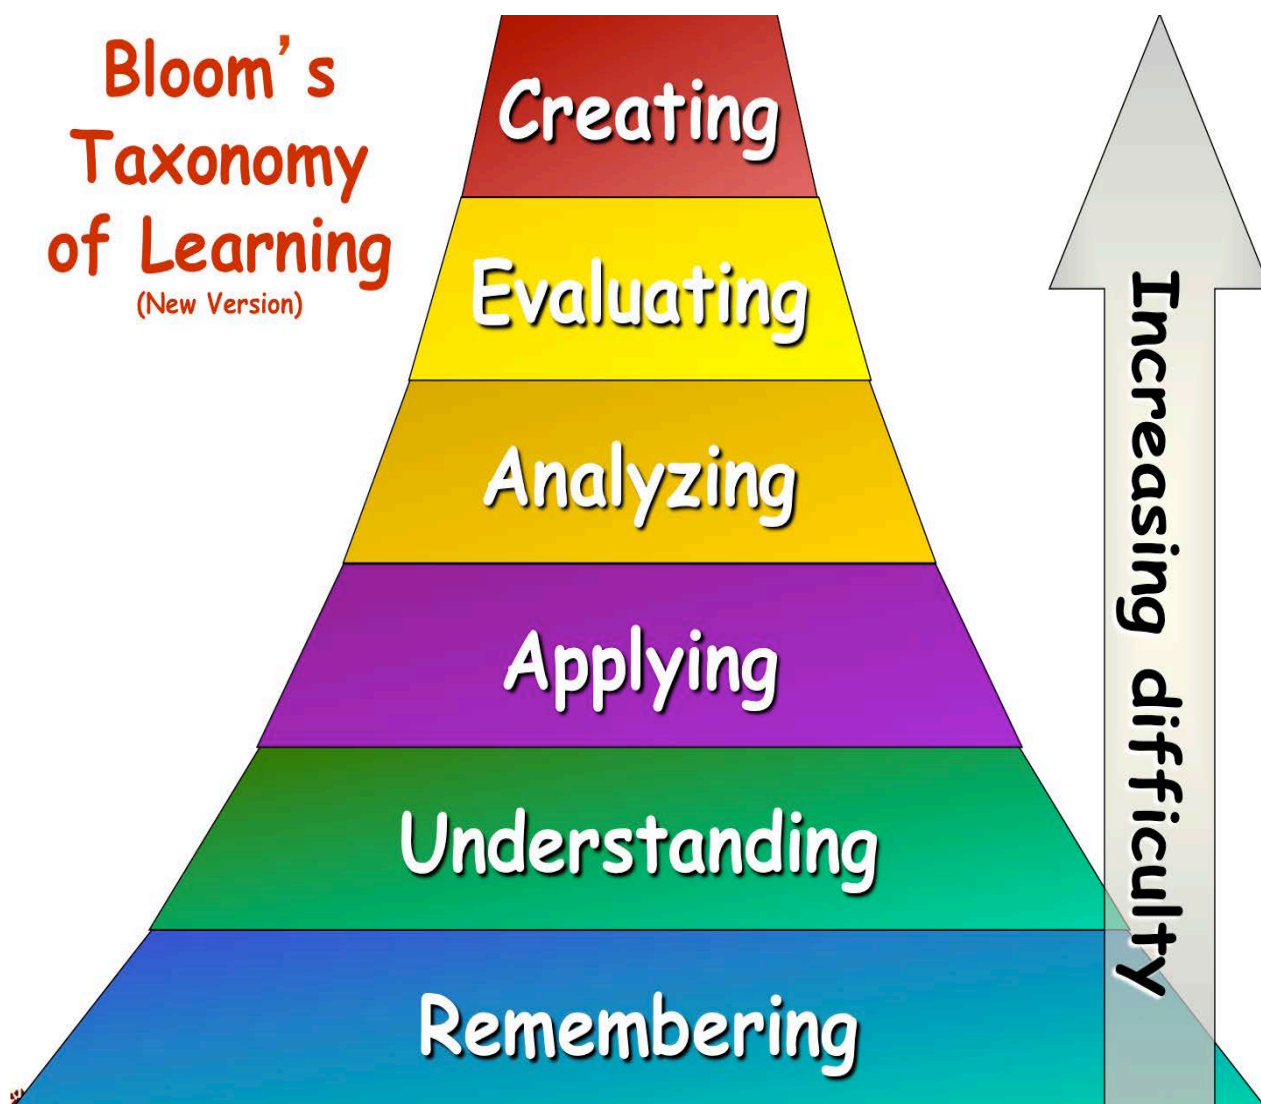 Bloom's
Taxonomy
of Learning
(New Version)
Creating
Evaluating
Analyzing
Applying
Understanding
Remembering
Increasing difficulty